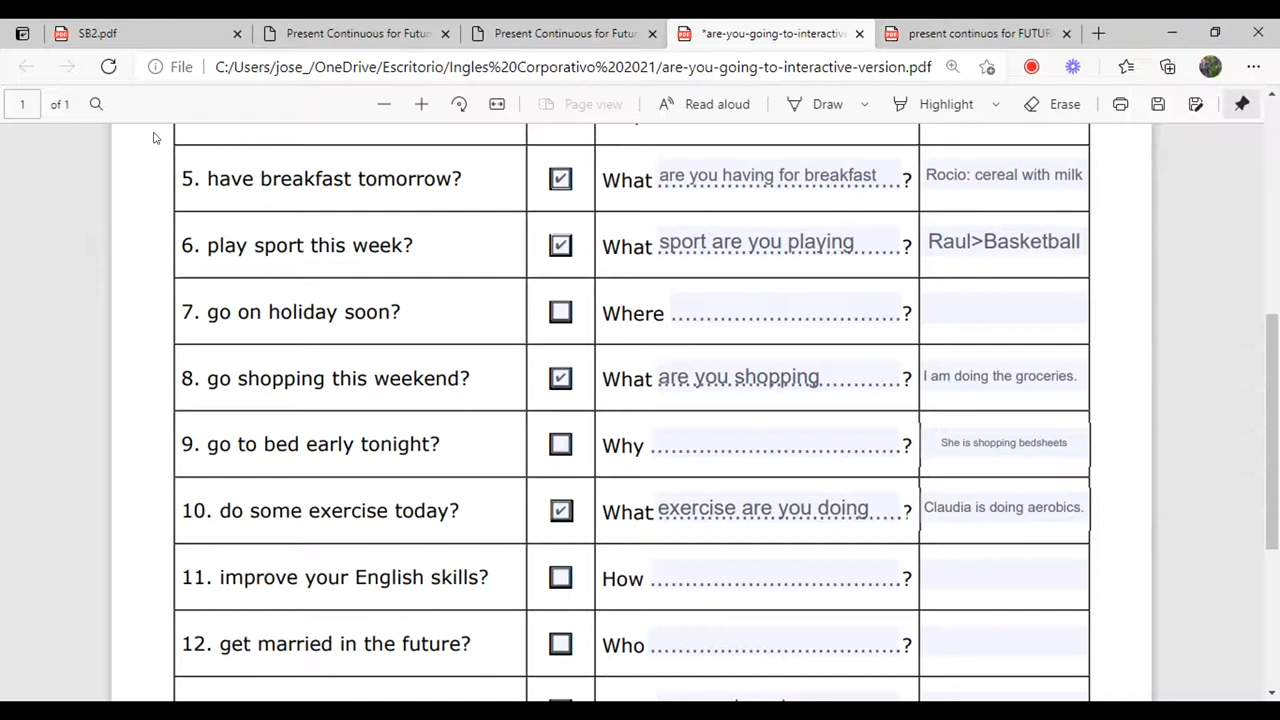 SB2.pdf
Present Continuous for Futur
Present Continuous for Futur
*are-you-going-to-interactive
present continuos for FUTUR
File
C:/Users/jose_/OneDrive/Escritorio/Ingles%20Corporativo%202021/are-you-going-to-interactive-version.pdf
1 of 1
Page view
Read aloud
Draw
Highlight
Erase
5. have breakfast tomorrow? What are you having for breakfast ? Rocio: cereal with milk
6. play sport this week? What sport are you playing ? Raul>Basketball
7. go on holiday soon? Where ........................................ ?
8. go shopping this weekend? What are you shopping ? I am doing the groceries.
9. go to bed early tonight? Why ........................................ ? She is shopping bedsheets
10. do some exercise today? What exercise are you doing ? Claudia is doing aerobics.
11. improve your English skills? How ........................................ ?
12. get married in the future? Who ........................................ ?